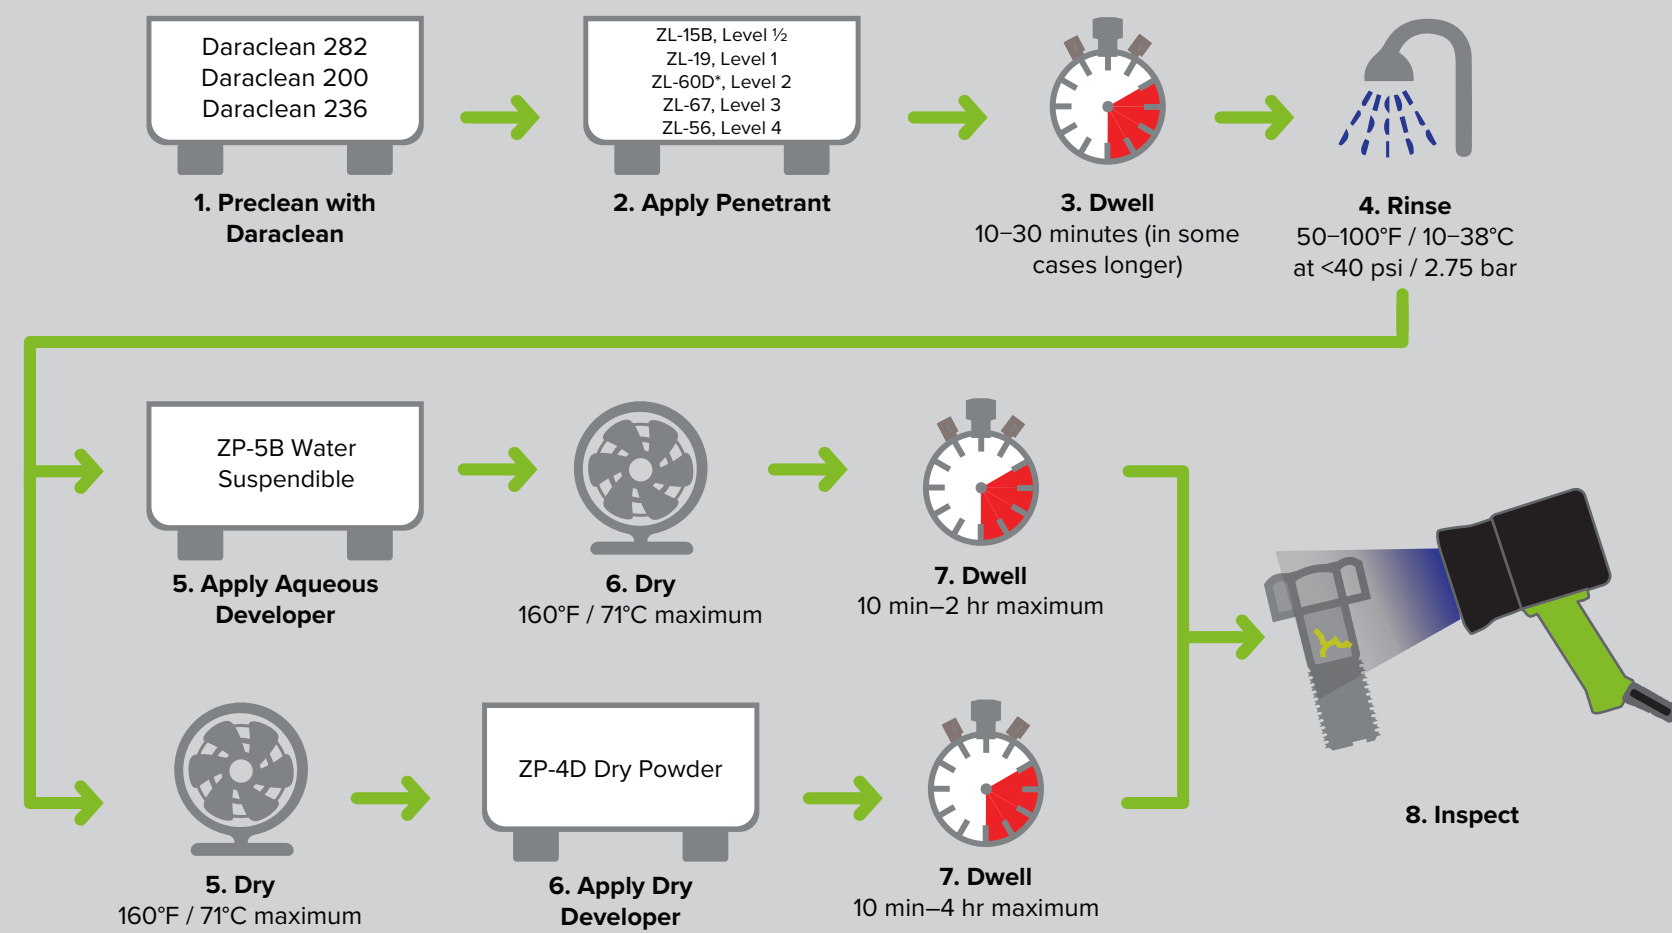 Daraclean 282
Daraclean 200
Daraclean 236
1. Preclean with
Daraclean
ZL-15B, Level ½
ZL-19, Level 1
ZL-60D*, Level 2
ZL-67, Level 3
ZL-56, Level 4
2. Apply Penetrant
3. Dwell
10–30 minutes (in some
cases longer)
4. Rinse
50–100°F / 10–38°C
at <40 psi / 2.75 bar
ZP-5B Water
Suspendible
5. Apply Aqueous
Developer
6. Dry
160°F / 71°C maximum
7. Dwell
10 min–2 hr maximum
5. Dry
160°F / 71°C maximum
ZP-4D Dry Powder
6. Apply Dry
Developer
7. Dwell
10 min–4 hr maximum
8. Inspect